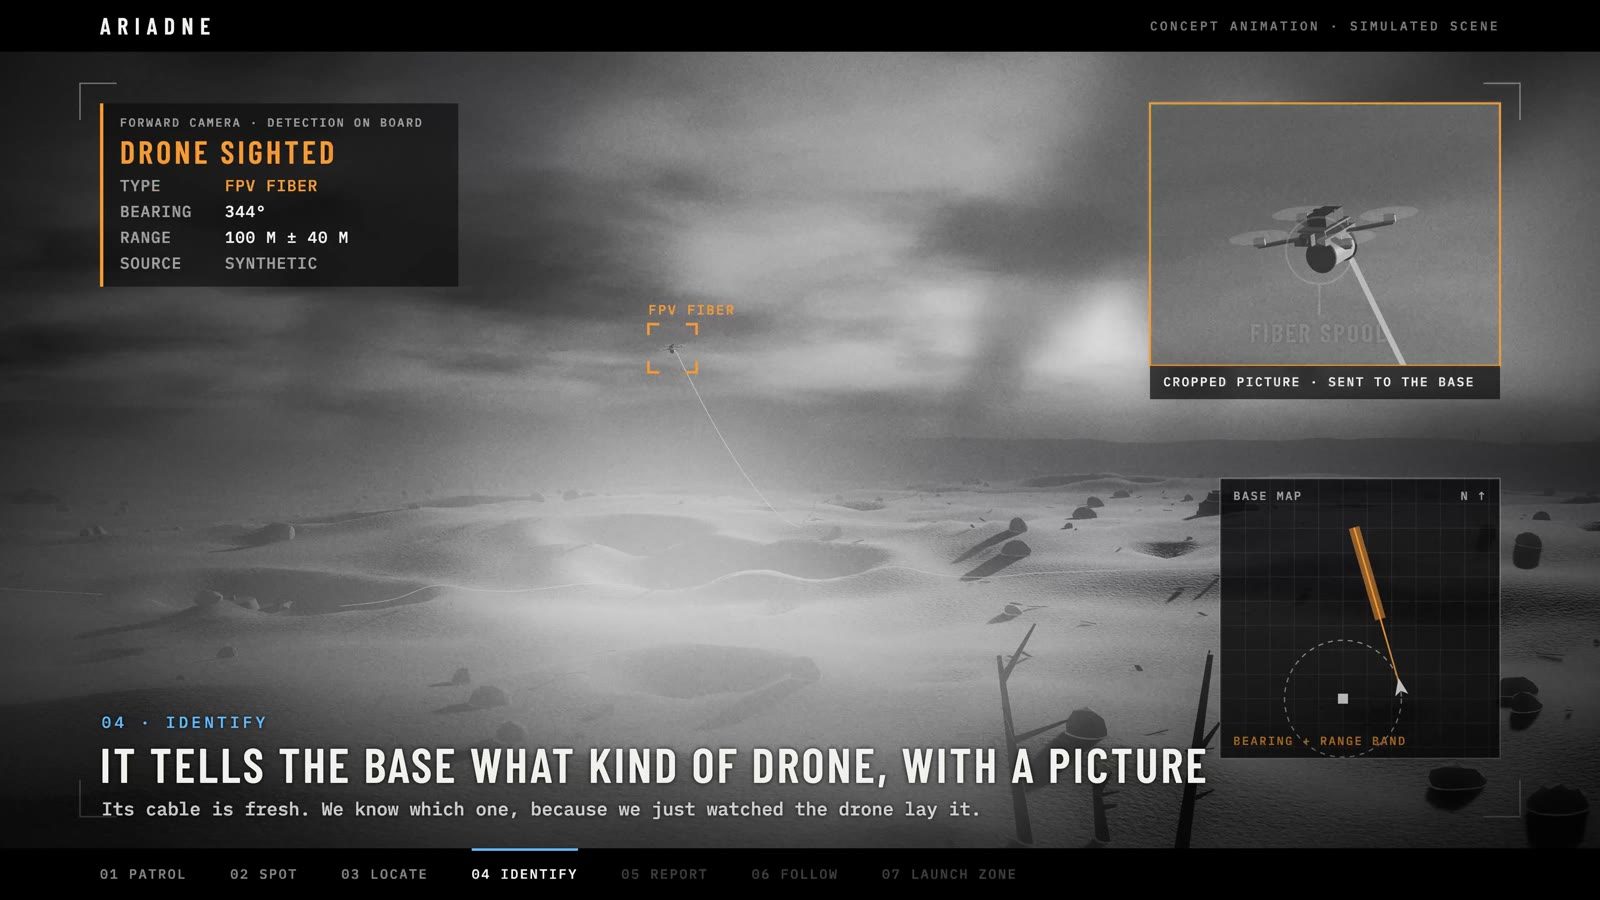 ARIADNE
CONCEPT ANIMATION · SIMULATED SCENE
FORWARD CAMERA · DETECTION ON BOARD
DRONE SIGHTED
TYPE FPV FIBER
BEARING 344°
RANGE 100 M ± 40 M
SOURCE SYNTHETIC
FPV FIBER
FIBER SPOOL
CROPPED PICTURE · SENT TO THE BASE
BASE MAP N ↑
BEARING + RANGE BAND
04 · IDENTIFY
IT TELLS THE BASE WHAT KIND OF DRONE, WITH A PICTURE
Its cable is fresh. We know which one, because we just watched the drone lay it.
01 PATROL 02 SPOT 03 LOCATE 04 IDENTIFY 05 REPORT 06 FOLLOW 07 LAUNCH ZONE